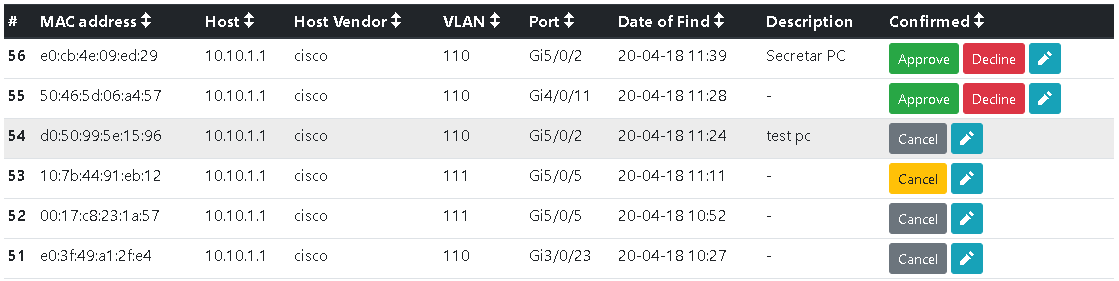 # MAC address Host Host Vendor VLAN Port Date of Find Description Confirmed
56 e0:cb:4e:09:ed:29 10.10.1.1 cisco 110 Gi5/0/2 20-04-18 11:39 Secretar PC Approve Decline
55 50:46:5d:06:a4:57 10.10.1.1 cisco 110 Gi4/0/11 20-04-18 11:28 - Approve Decline
54 d0:50:99:5e:15:96 10.10.1.1 cisco 110 Gi5/0/2 20-04-18 11:24 test pc Cancel
53 10:7b:44:91:eb:12 10.10.1.1 cisco 111 Gi5/0/5 20-04-18 11:11 - Cancel
52 00:17:c8:23:1a:57 10.10.1.1 cisco 111 Gi5/0/5 20-04-18 10:52 - Cancel
51 e0:3f:49:a1:2f:e4 10.10.1.1 cisco 110 Gi3/0/23 20-04-18 10:27 - Cancel